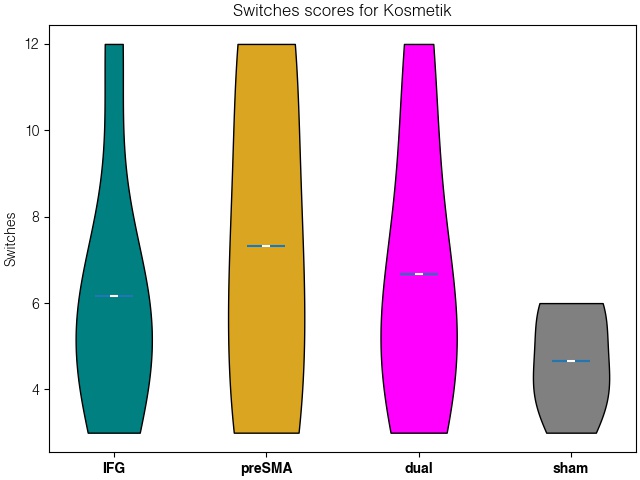 Switches scores for Kosmetik
12
10
8
6
4
Switches
IFG
preSMA
dual
sham